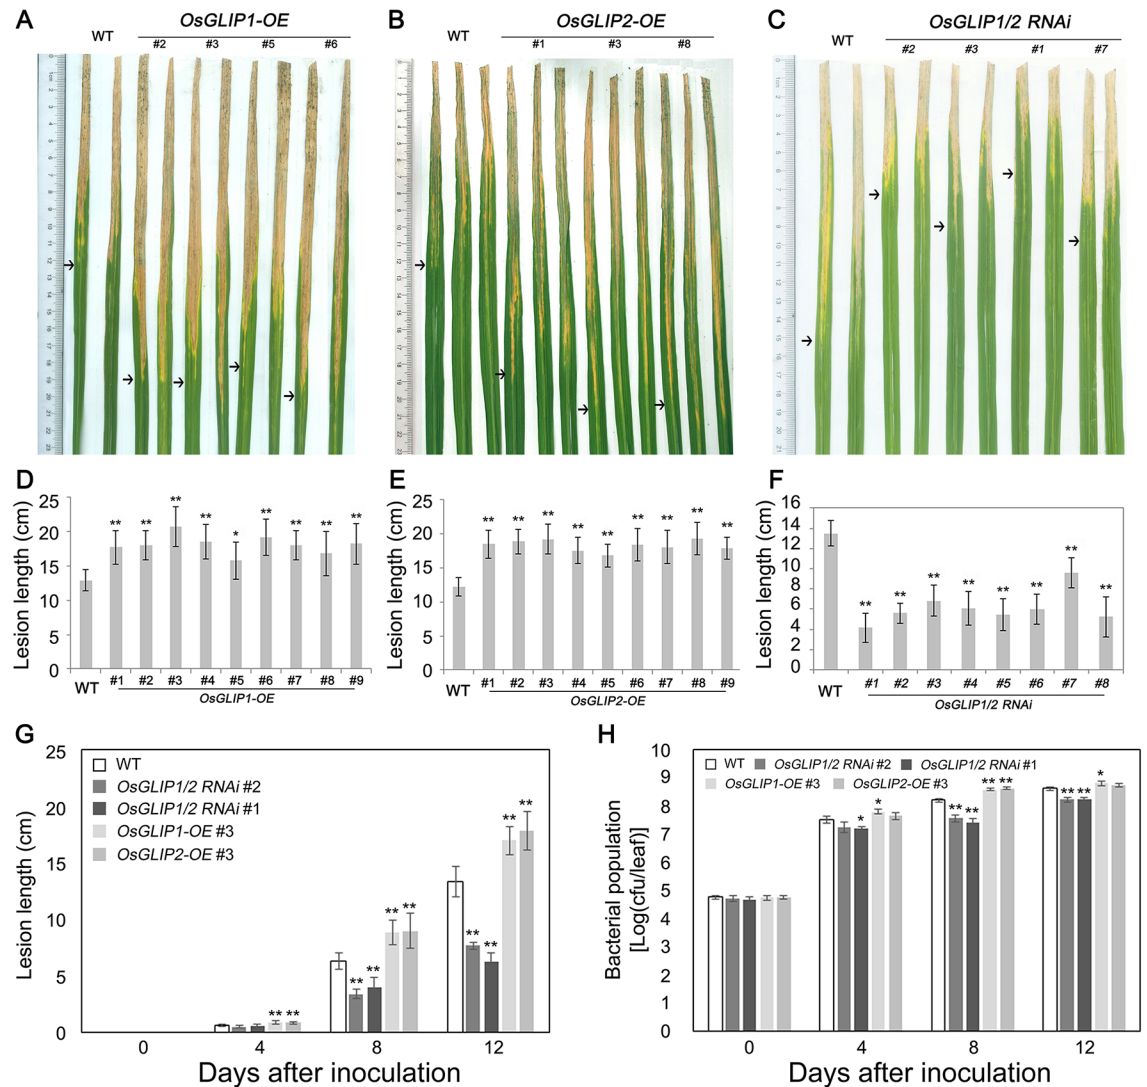 A
OsGLIP1-OE
WT
#2 #3 #5 #6
B
OsGLIP2-OE
WT
#1 #3 #8
C
OsGLIP1/2 RNAi
WT
#2 #3 #1 #7
D
Lesion length (cm)
25
20
15
10
5
0
** ** ** ** * ** ** ** **
WT
#1 #2 #3 #4 #5 #6 #7 #8 #9
OsGLIP1-OE
E
Lesion length (cm)
25
20
15
10
5
0
** ** ** ** ** ** ** ** **
WT
#1 #2 #3 #4 #5 #6 #7 #8 #9
OsGLIP2-OE
F
Lesion length (cm)
16
14
12
10
8
6
4
2
0
** ** ** ** ** ** ** **
WT
#1 #2 #3 #4 #5 #6 #7 #8
OsGLIP1/2 RNAi
G
Lesion length (cm)
25
20
15
10
5
0
WT
OsGLIP1/2 RNAi #2
OsGLIP1/2 RNAi #1
OsGLIP1-OE #3
OsGLIP2-OE #3
** **
** ** ** **
** ** ** **
0 4 8 12
Days after inoculation
H
Bacterial population
[Log(cfu/leaf)]
10
9
8
7
6
5
4
3
2
1
0
WT OsGLIP1/2 RNAi #2 OsGLIP1/2 RNAi #1
OsGLIP1-OE #3 OsGLIP2-OE #3
* *
** ** ** **
** ** *
0 4 8 12
Days after inoculation